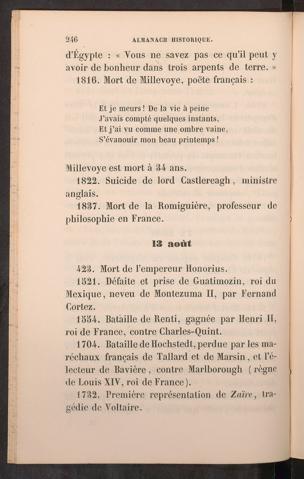 246 ALMANACH HISTORIQUE.
d'Égypte : « Vous ne savez pas ce qu'il peut y
avoir de bonheur dans trois arpents de terre. »
1816. Mort de Millevoye, poëte français :
Et je meurs ! De la vie à peine
J'avais compté quelques instants,
Et j'ai vu comme une ombre vaine,
S'évanouir mon beau printemps !
Millevoye est mort à 34 ans.
1822. Suicide de lord Castlereagh, ministre
anglais.
1837. Mort de la Romiguière, professeur de
philosophie en France.
13 août
423. Mort de l'empereur Honorius.
1521. Défaite et prise de Guatimozin, roi du
Mexique, neveu de Montezuma II, par Fernand
Cortez.
1554. Bataille de Renti, gagnée par Henri II,
roi de France, contre Charles-Quint.
1704. Bataille de Hochstedt, perdue par les ma-
réchaux français de Tallard et de Marsin, et l'é-
lecteur de Bavière, contre Marlborough (règne
de Louis XIV, roi de France).
1732. Première représentation de Zaïre, tra-
gédie de Voltaire.